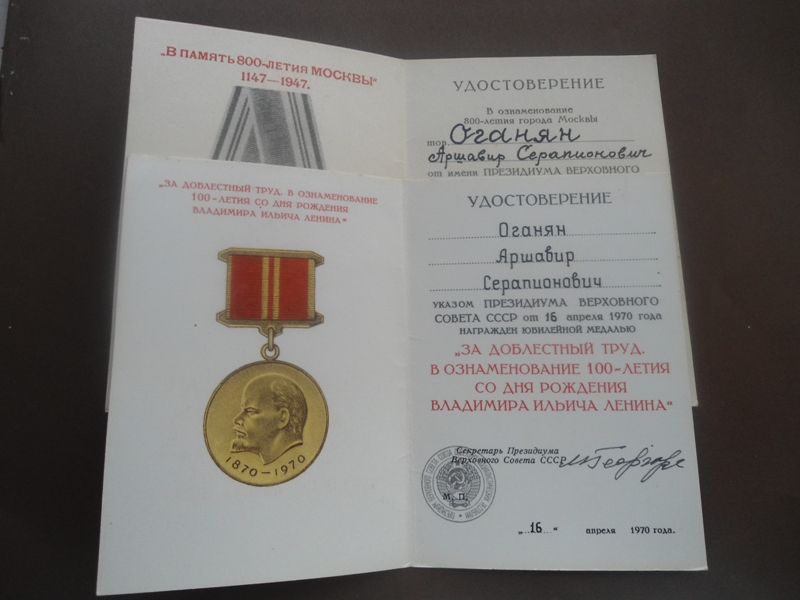 „В ПАМЯТЬ 800-ЛЕТИЯ МОСКВЫ"
1147—1947.
УДОСТОВЕРЕНИЕ
В ознаменование
800-летия города Москвы
тов. Оганян
Аршавир Серапионович
от имени ПРЕЗИДИУМА ВЕРХОВНОГО
„ЗА ДОБЛЕСТНЫЙ ТРУД. В ОЗНАМЕНОВАНИЕ
100-ЛЕТИЯ СО ДНЯ РОЖДЕНИЯ
ВЛАДИМИРА ИЛЬИЧА ЛЕНИНА"
1870—1970
УДОСТОВЕРЕНИЕ
Оганян
Аршавир
Серапионович
указом ПРЕЗИДИУМА ВЕРХОВНОГО
СОВЕТА СССР от 16 апреля 1970 года
НАГРАЖДЕН ЮБИЛЕЙНОЙ МЕДАЛЬЮ
„ЗА ДОБЛЕСТНЫЙ ТРУД.
В ОЗНАМЕНОВАНИЕ 100-ЛЕТИЯ
СО ДНЯ РОЖДЕНИЯ
ВЛАДИМИРА ИЛЬИЧА ЛЕНИНА"
Секретарь Президиума
Верховного Совета СССР
М. П.
„16" апреля 1970 года.